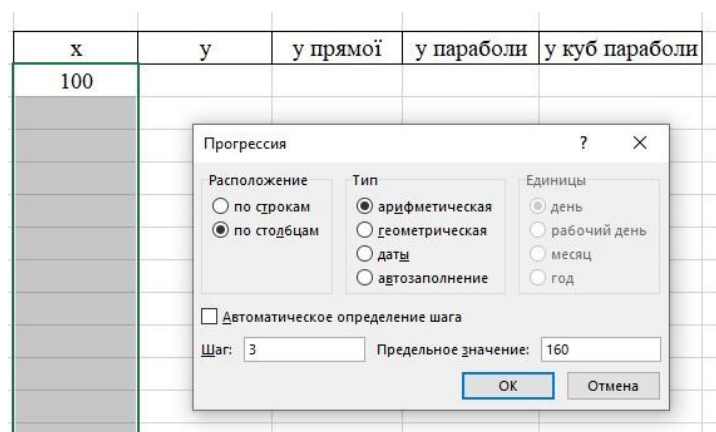 x y у прямої у параболи у куб параболи
100
Прогрессия ? ×
Расположение Тип Единицы
по строкам арифметическая день
по столбцам геометрическая рабочий день
даты месяц
автозаполнение год
Автоматическое определение шага
Шаг: 3 Предельное значение: 160
ОК Отмена